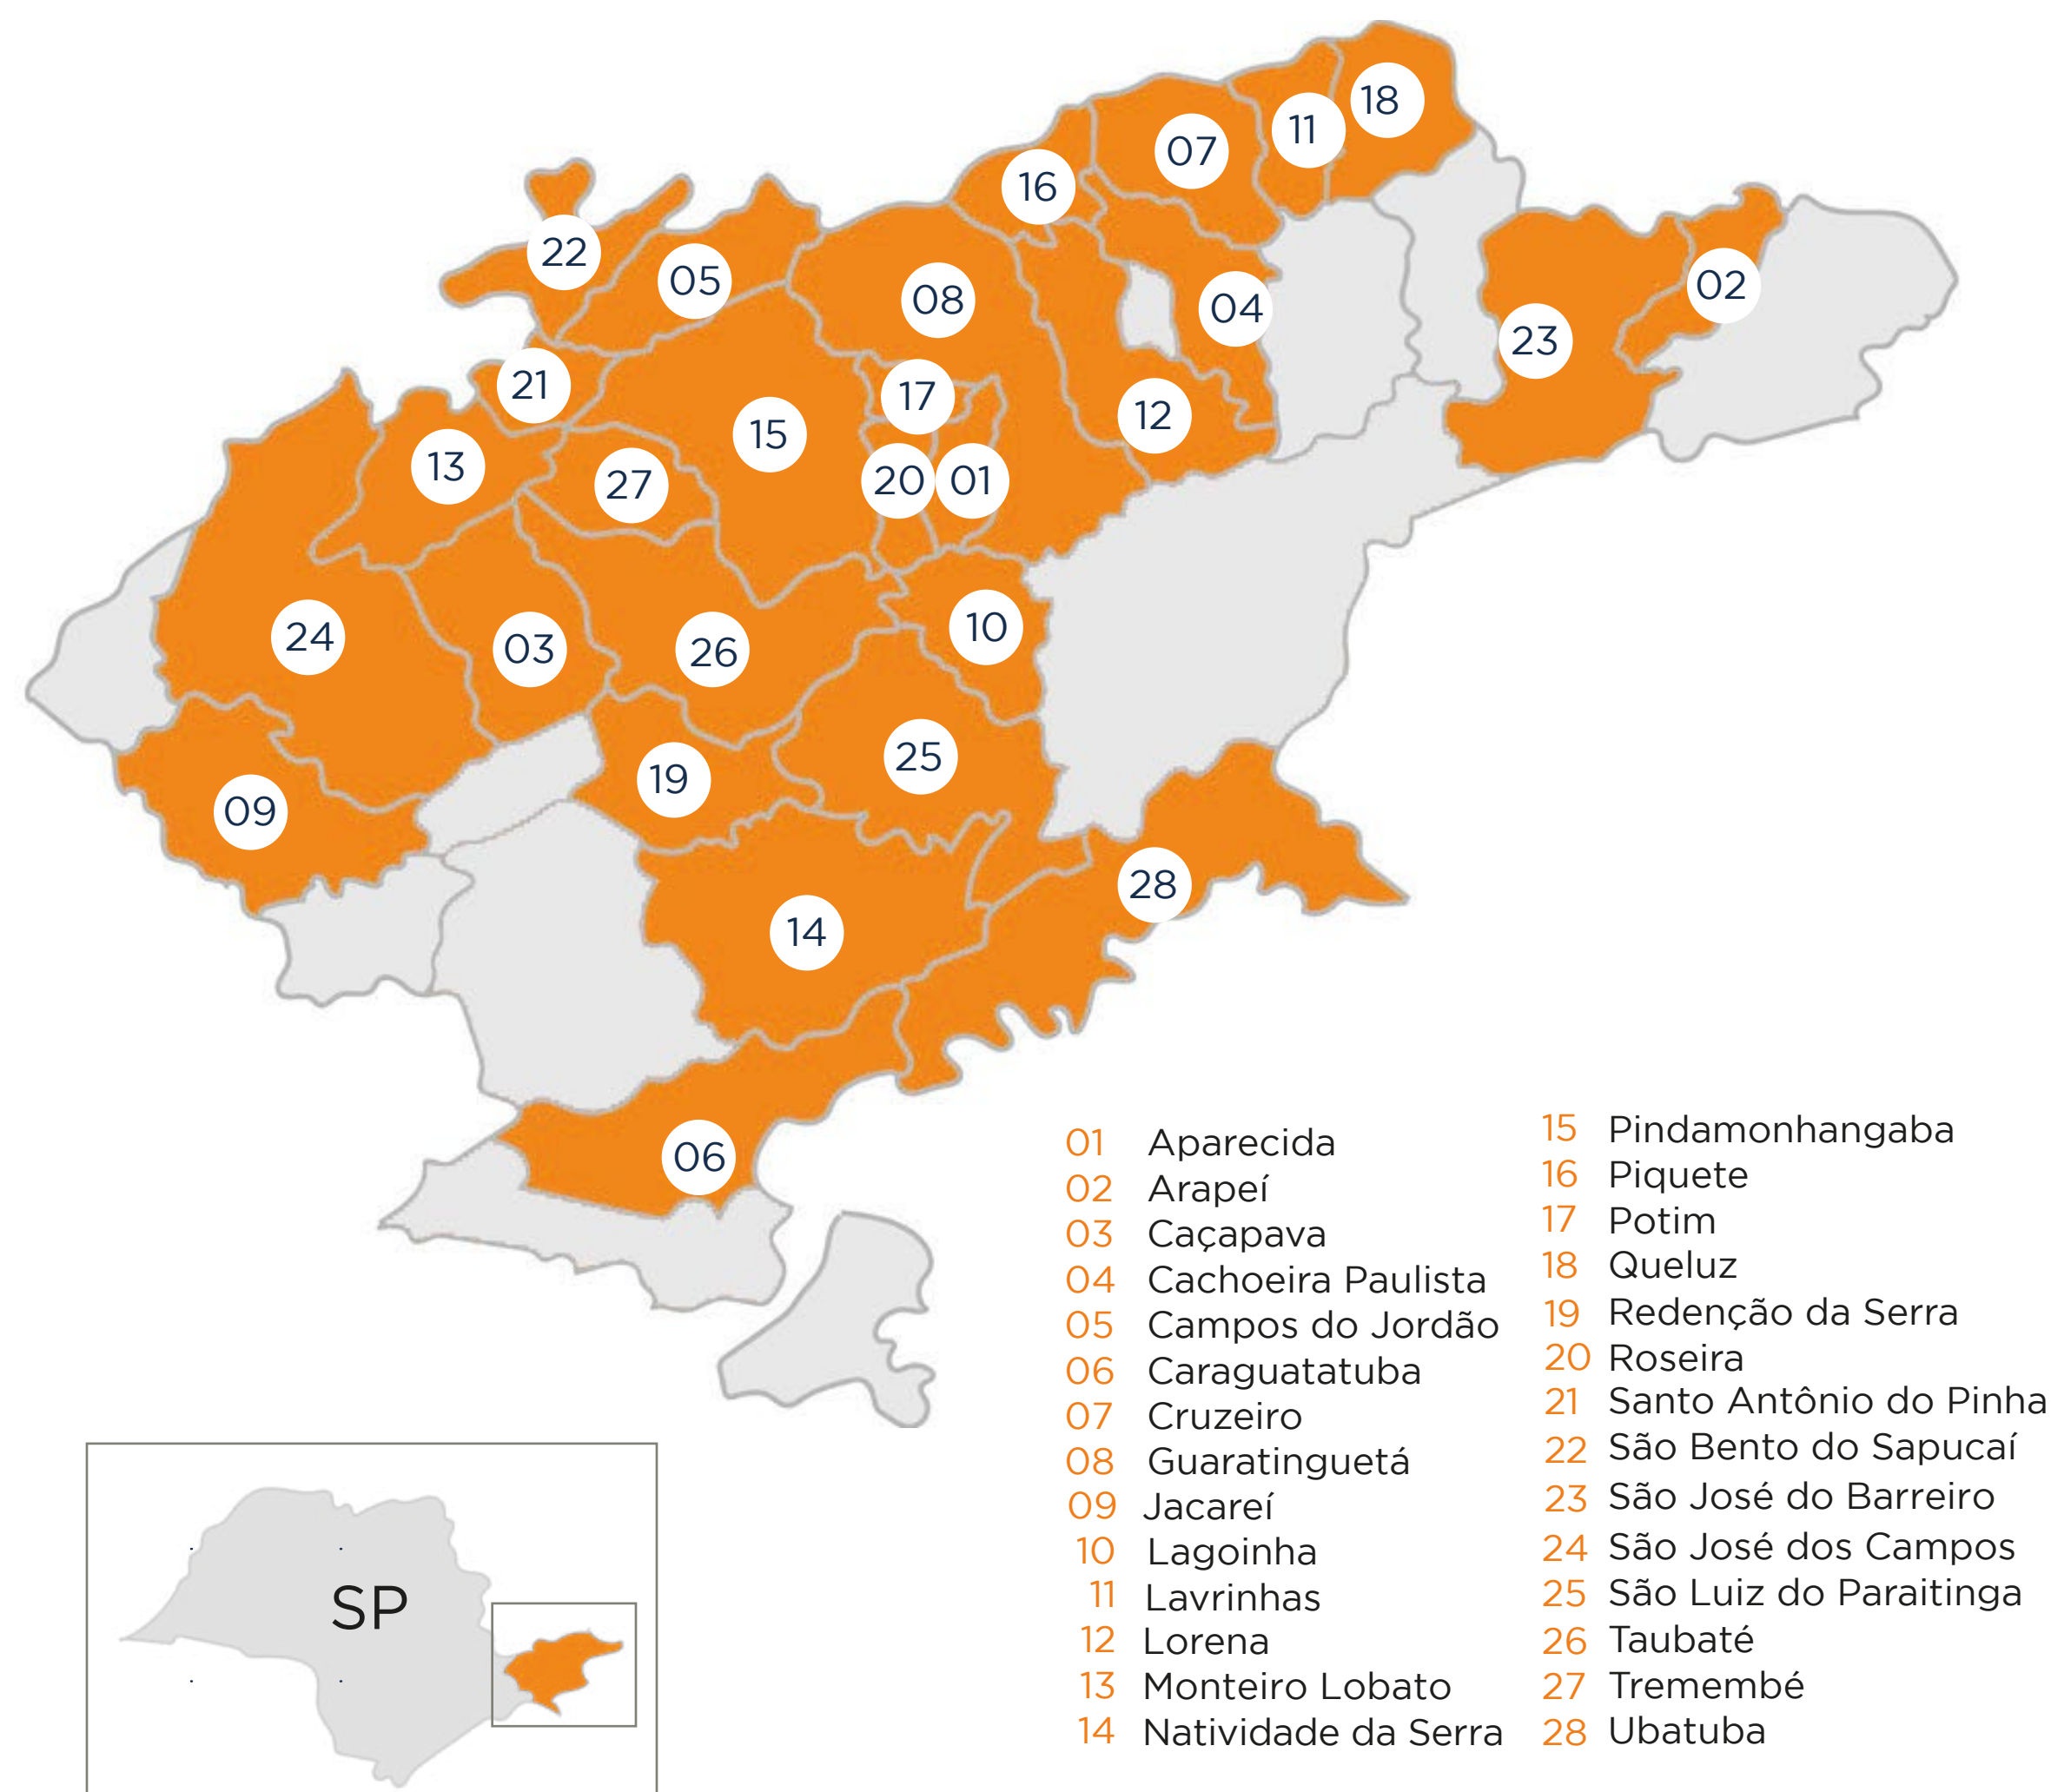 18
11
07
16
22
05
08
02
04
23
21
17
12
15
13
27
20
01
24
03
26
10
25
19
09
28
14
06
01 Aparecida
02 Arapeí
03 Caçapava
04 Cachoeira Paulista
05 Campos do Jordão
06 Caraguatatuba
07 Cruzeiro
08 Guaratinguetá
09 Jacareí
10 Lagoinha
11 Lavrinhas
12 Lorena
13 Monteiro Lobato
14 Natividade da Serra
15 Pindamonhangaba
16 Piquete
17 Potim
18 Queluz
19 Redenção da Serra
20 Roseira
21 Santo Antônio do Pinha
22 São Bento do Sapucaí
23 São José do Barreiro
24 São José dos Campos
25 São Luiz do Paraitinga
26 Taubaté
27 Tremembé
28 Ubatuba
SP